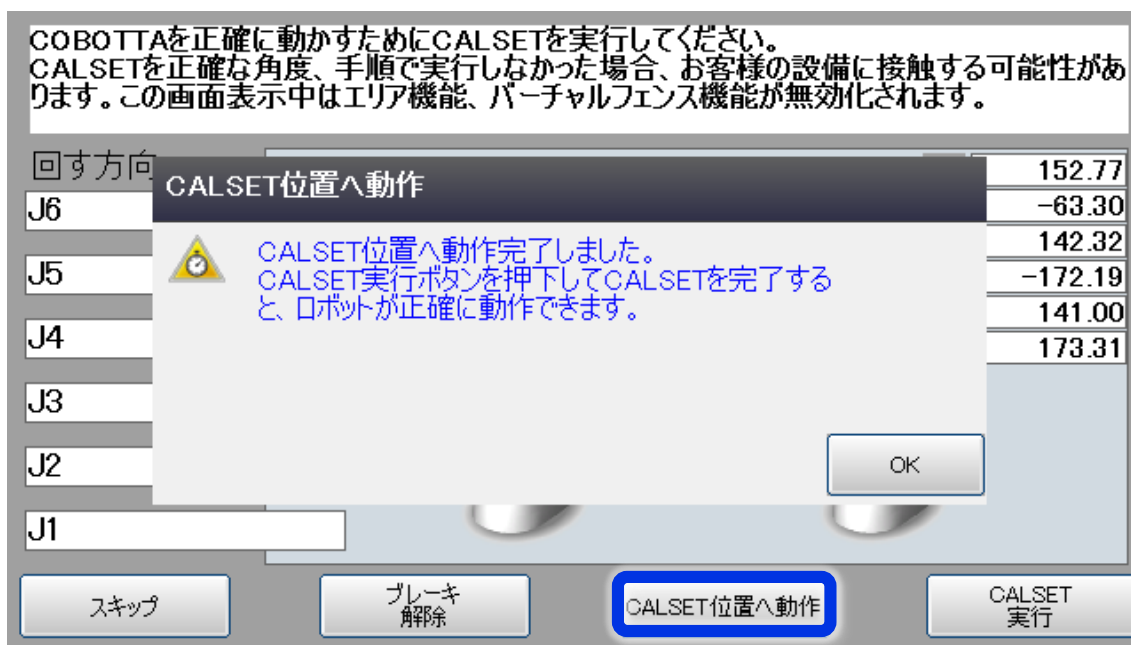 COBOTTAを正確に動かすためにCALSETを実行してください。
CALSETを正確な角度、手順で実行しなかった場合、お客様の設備に接触する可能性があ
ります。この画面表示中はエリア機能、バーチャルフェンス機能が無効化されます。
回す方向
CALSET位置へ動作
CALSET位置へ動作完了しました。
CALSET実行ボタンを押下してCALSETを完了する
と、ロボットが正確に動作できます。
OK
J6
J5
J4
J3
J2
J1
152.77
-63.30
142.32
-172.19
141.00
173.31
スキップ
ブレーキ
解除
CALSET位置へ動作
CALSET
実行